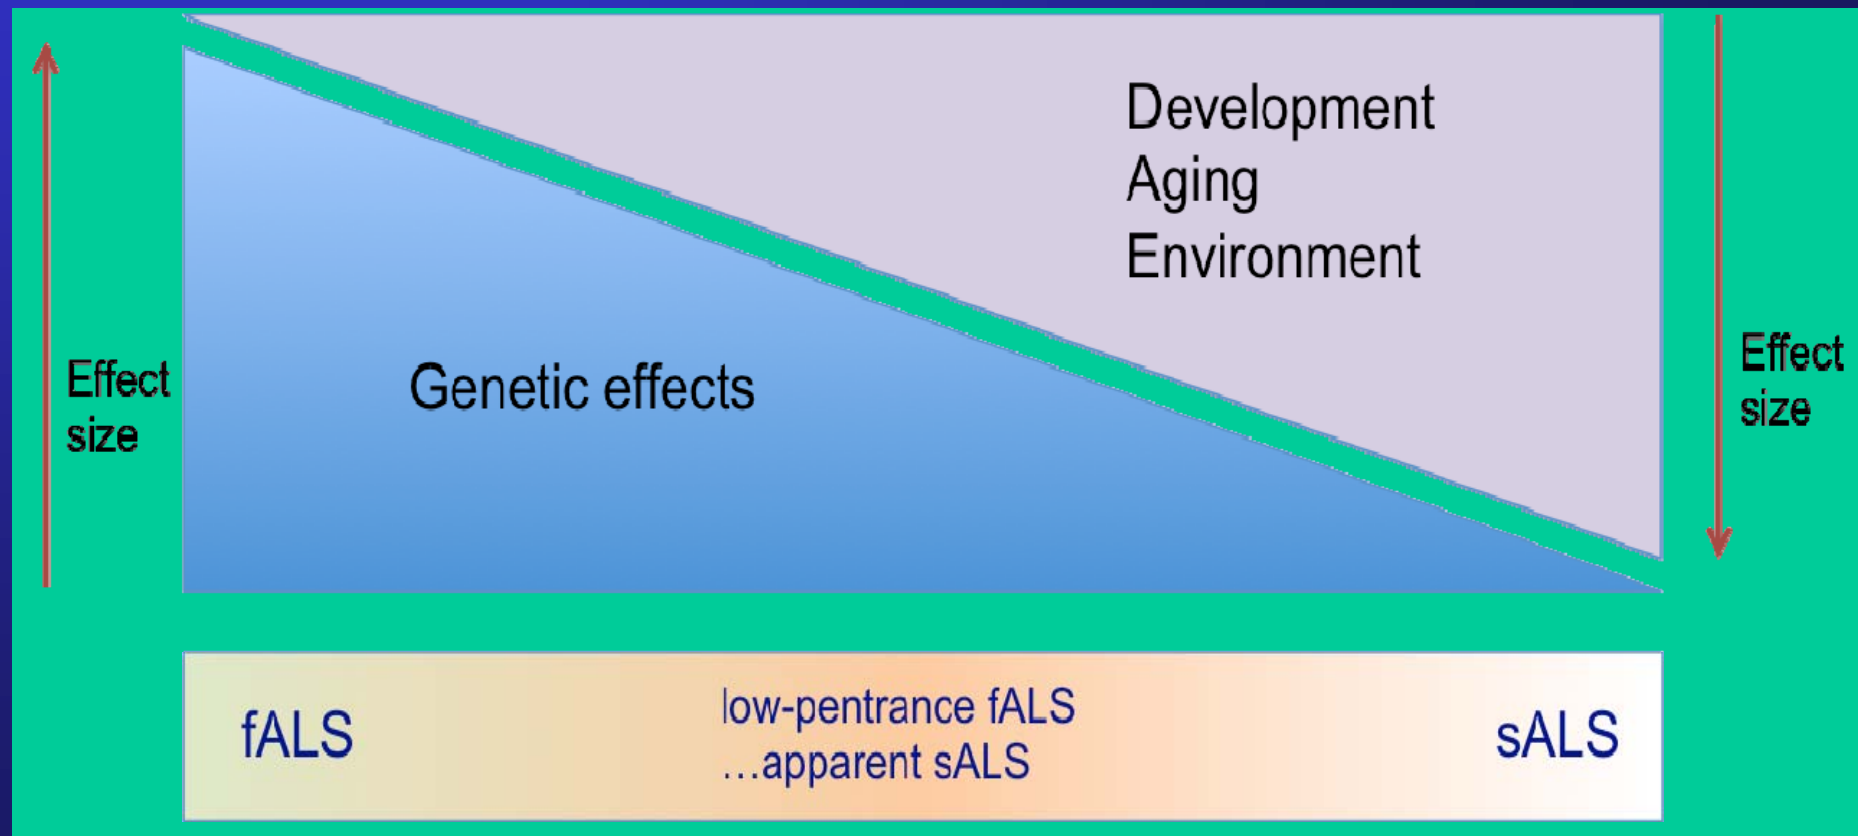 Development
Aging
Environment
Effect
size
Genetic effects
Effect
size
fALS
low-pentrance fALS
...apparent sALS
sALS